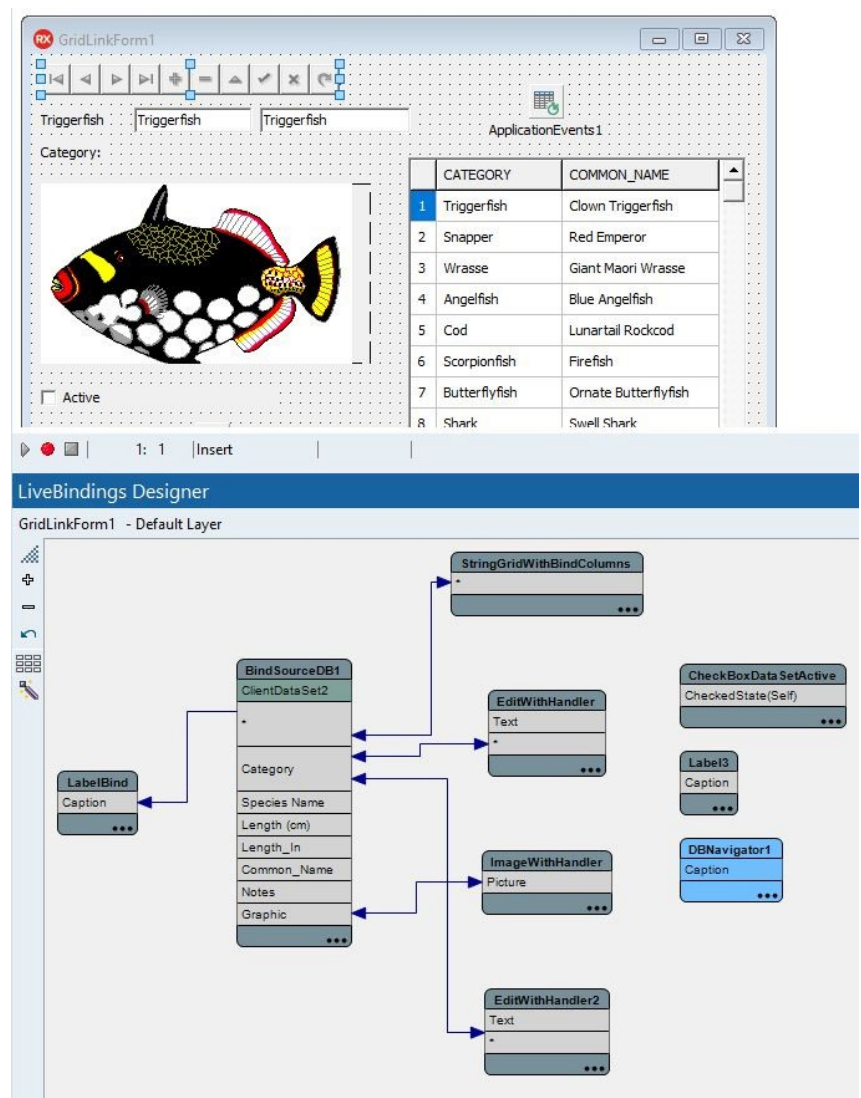 RX GridLinkForm1
Triggerfish Triggerfish Triggerfish
ApplicationEvents1
Category:
CATEGORY COMMON_NAME
1 Triggerfish Clown Triggerfish
2 Snapper Red Emperor
3 Wrasse Giant Maori Wrasse
4 Angelfish Blue Angelfish
5 Cod Lunartail Rockcod
6 Scorpionfish Firefish
7 Butterflyfish Ornate Butterflyfish
8 Shark Swell Shark
Active
1: 1 Insert
LiveBindings Designer
GridLinkForm1 - Default Layer
StringGridWithBindColumns
*
BindSourceDB1
ClientDataSet2
*
Category
Species Name
Length (cm)
Length_In
Common_Name
Notes
Graphic
LabelBind
Caption
EditWithHandler
Text
*
ImageWithHandler
Picture
EditWithHandler2
Text
*
CheckBoxDataSetActive
CheckedState(Self)
Label3
Caption
DBNavigator1
Caption